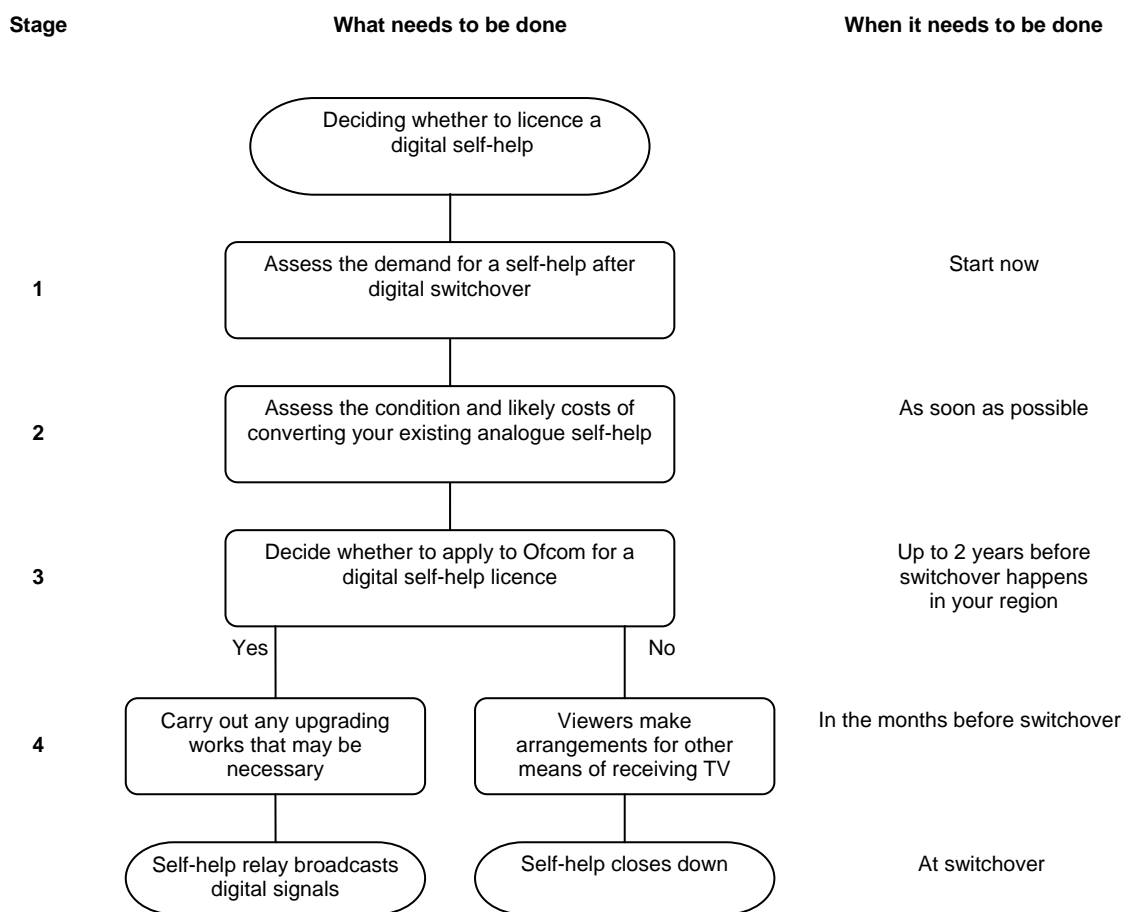 Stage
What needs to be done
When it needs to be done
Deciding whether to licence a
digital self-help
1
Assess the demand for a self-help after
digital switchover
Start now
2
Assess the condition and likely costs of
converting your existing analogue self-help
As soon as possible
3
Decide whether to apply to Ofcom for a
digital self-help licence
Up to 2 years before
switchover happens
in your region
Yes
No
4
Carry out any upgrading
works that may be
necessary
Viewers make
arrangements for other
means of receiving TV
In the months before switchover
Self-help relay broadcasts
digital signals
Self-help closes down
At switchover